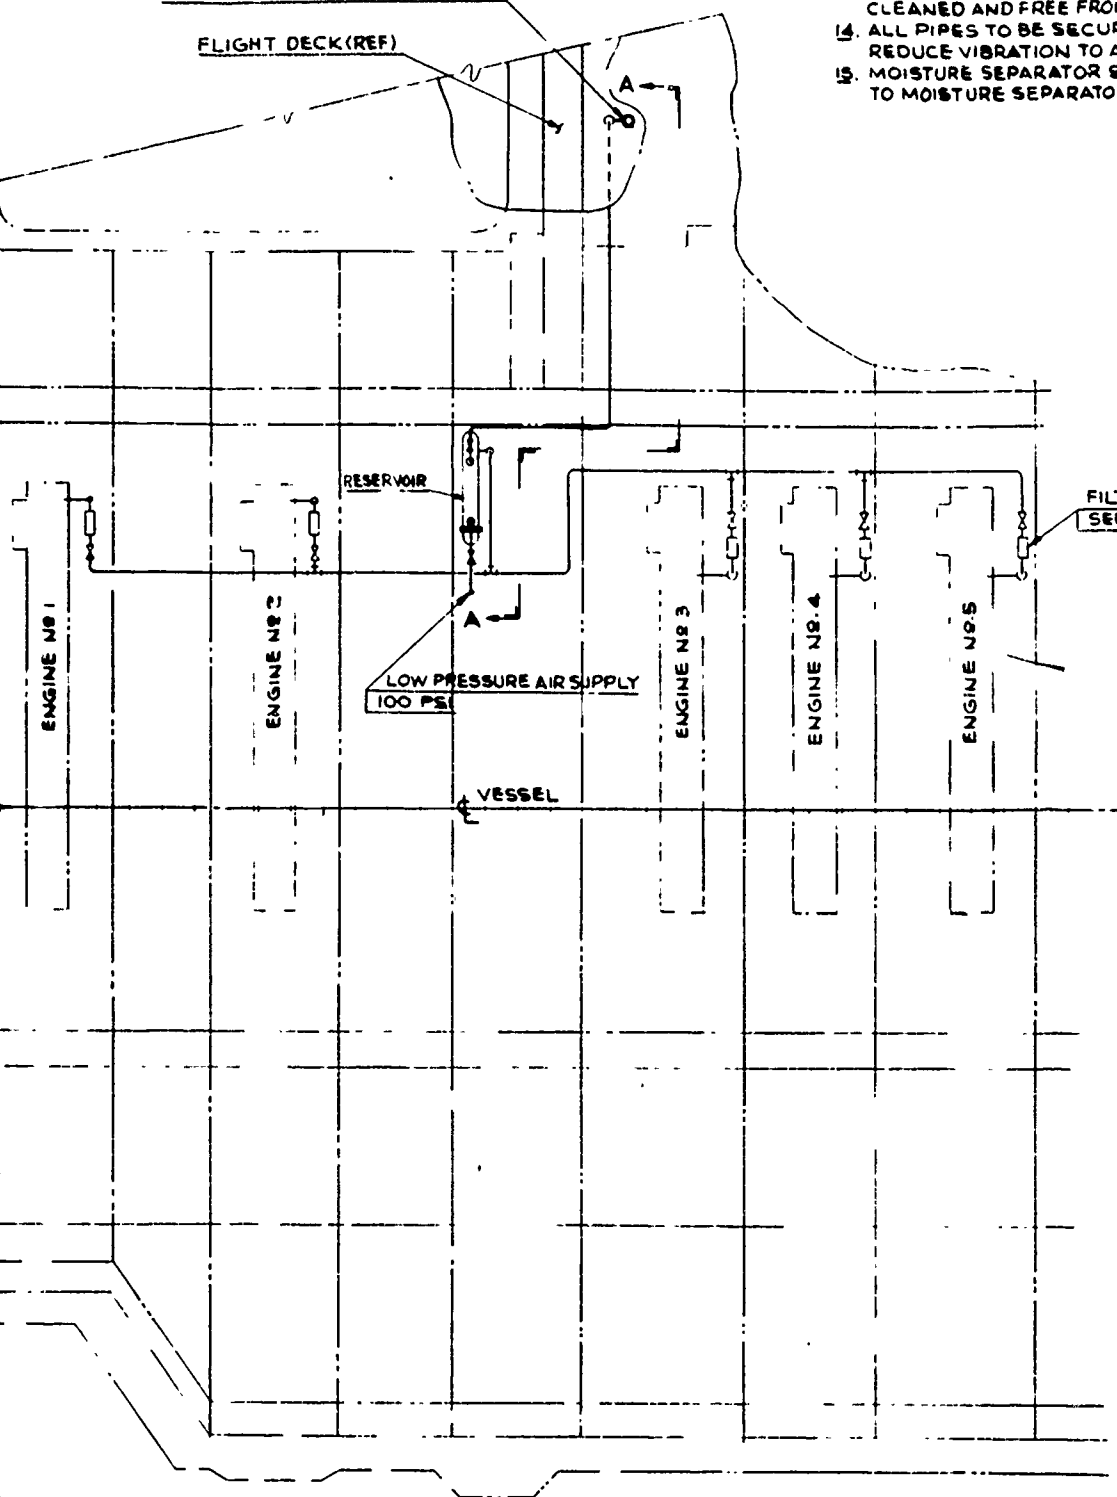 CLEANED AND FREE FROM
14. ALL PIPES TO BE SECUR
REDUCE VIBRATION TO A
15. MOISTURE SEPARATOR
TO MOISTURE SEPARATO
FLIGHT DECK (REF)
A
RESERVOIR
FIL
SE
ENGINE Nº 1
ENGINE Nº 2
A
ENGINE Nº 3
ENGINE Nº 4
ENGINE Nº 5
LOW PRESSURE AIR SUPPLY
100 PSI
℄ VESSEL